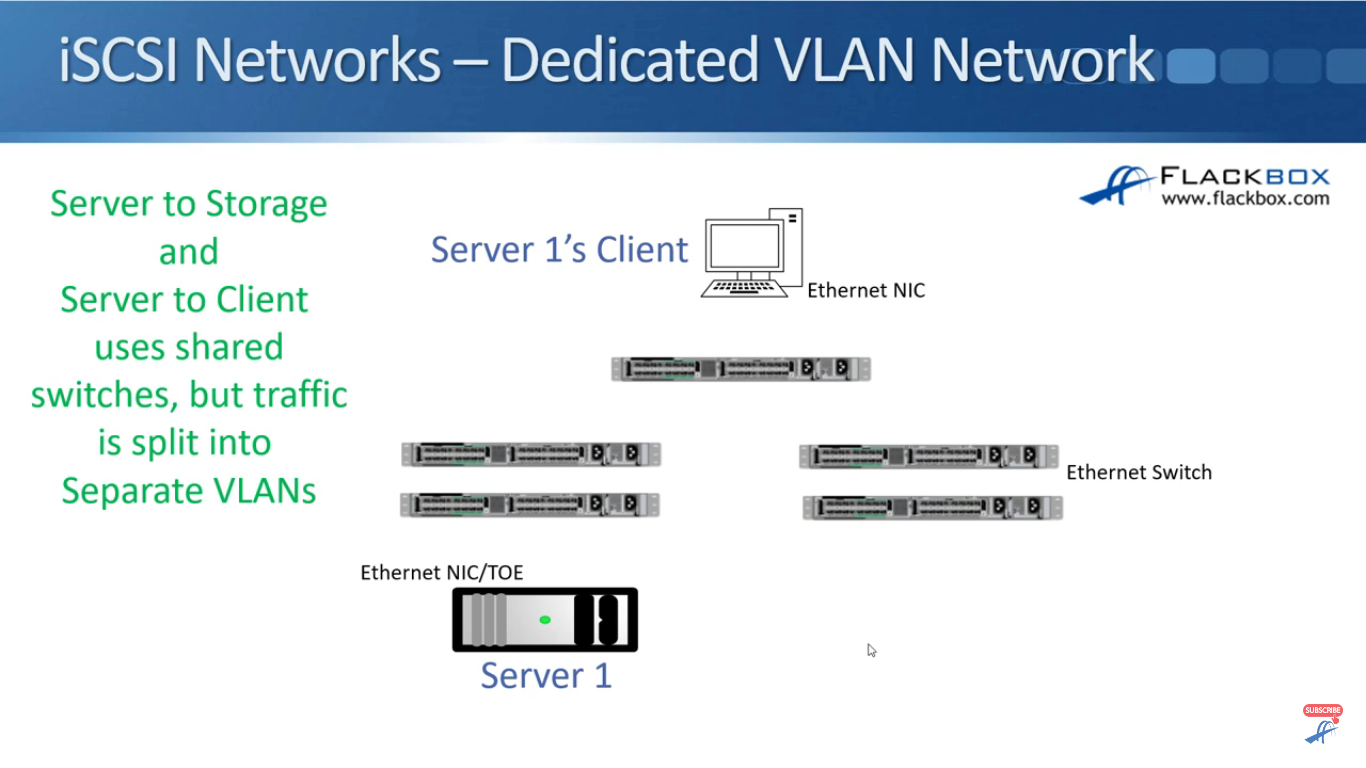 iSCSI Networks – Dedicated VLAN Network
FLACKBOX
www.flackbox.com
Server to Storage
and
Server to Client
uses shared
switches, but traffic
is split into
Separate VLANs
Server 1’s Client
Ethernet NIC
Ethernet Switch
Ethernet NIC/TOE
Server 1
SUBSCRIBE